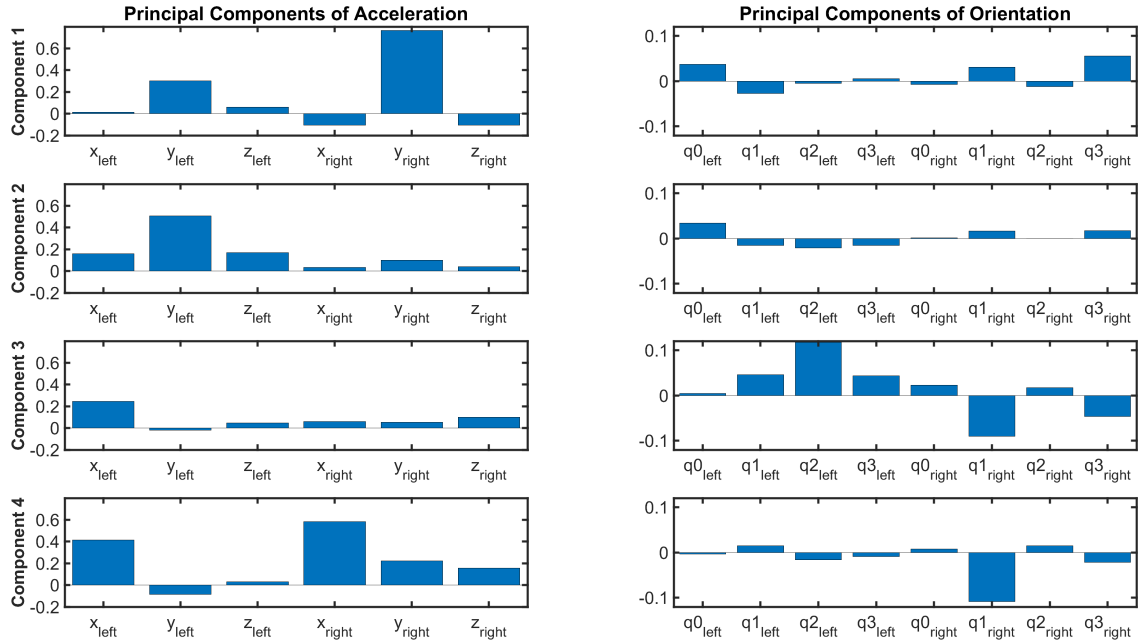 Principal Components of Acceleration
Principal Components of Orientation
Component 1
0.6
0.4
0.2
0
-0.2
x_left y_left z_left x_right y_right z_right
0.1
0
-0.1
q0_left q1_left q2_left q3_left q0_right q1_right q2_right q3_right
Component 2
0.6
0.4
0.2
0
-0.2
x_left y_left z_left x_right y_right z_right
0.1
0
-0.1
q0_left q1_left q2_left q3_left q0_right q1_right q2_right q3_right
Component 3
0.6
0.4
0.2
0
-0.2
x_left y_left z_left x_right y_right z_right
0.1
0
-0.1
q0_left q1_left q2_left q3_left q0_right q1_right q2_right q3_right
Component 4
0.6
0.4
0.2
0
-0.2
x_left y_left z_left x_right y_right z_right
0.1
0
-0.1
q0_left q1_left q2_left q3_left q0_right q1_right q2_right q3_right